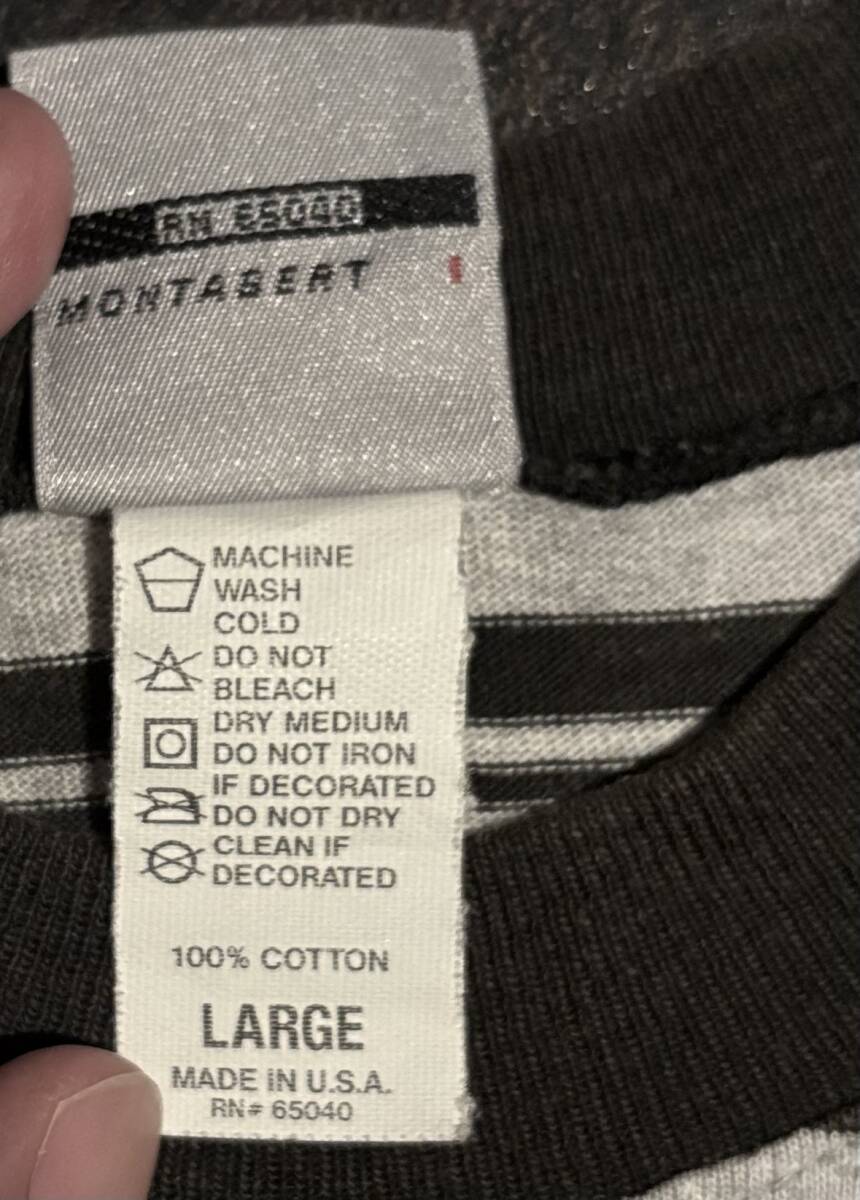 RN 65040
MONTAGERT
MACHINE
WASH
COLD
DO NOT
BLEACH
DRY MEDIUM
DO NOT IRON
IF DECORATED
DO NOT DRY
CLEAN IF
DECORATED
100% COTTON
LARGE
MADE IN U.S.A.
RN# 65040